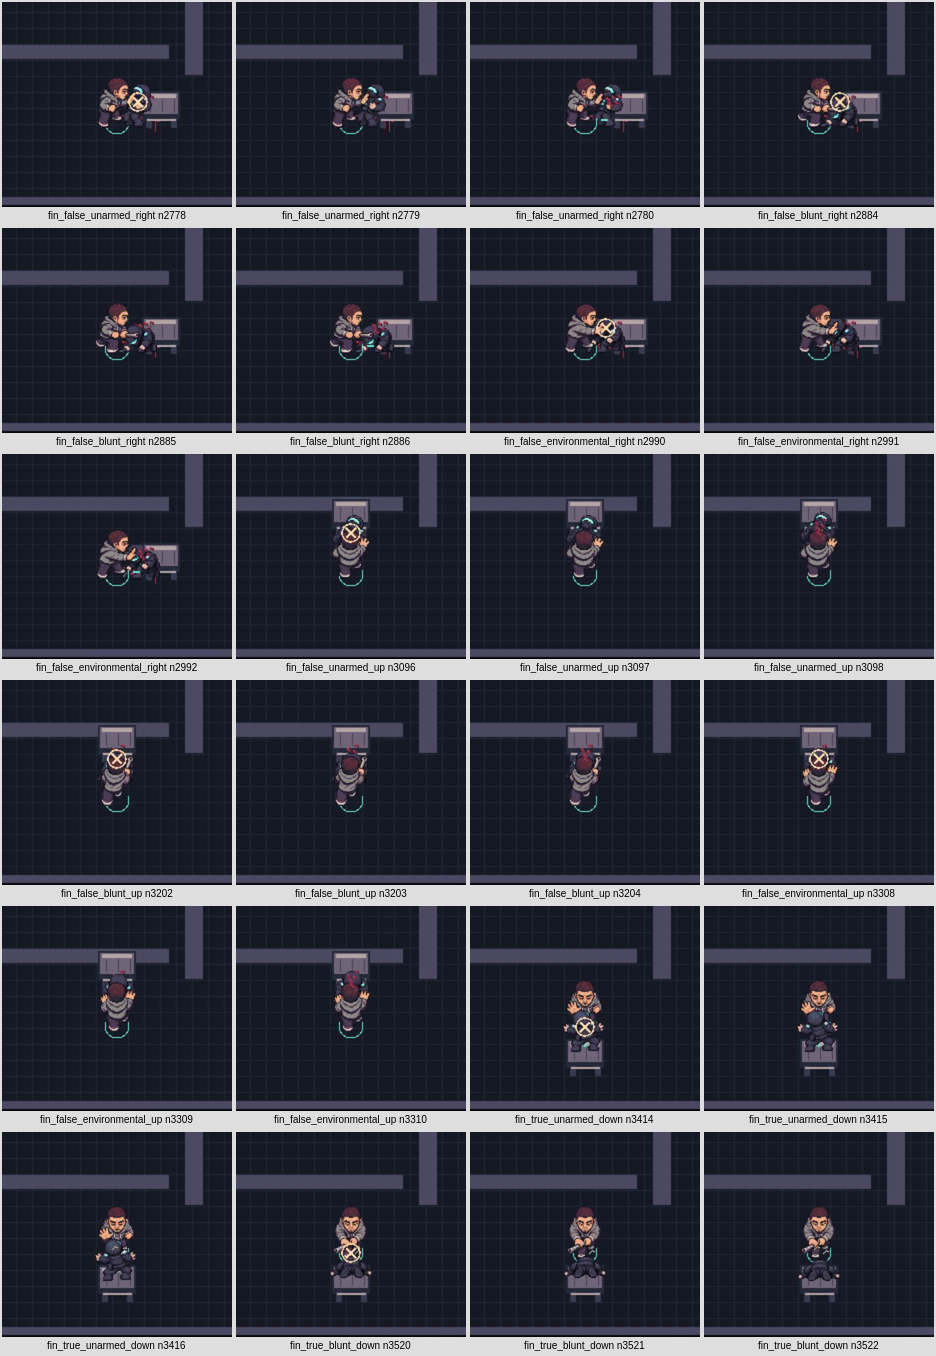 fin_false_unarmed_right n2778
fin_false_unarmed_right n2779
fin_false_unarmed_right n2780
fin_false_blunt_right n2884
fin_false_blunt_right n2885
fin_false_blunt_right n2886
fin_false_environmental_right n2990
fin_false_environmental_right n2991
fin_false_environmental_right n2992
fin_false_unarmed_up n3096
fin_false_unarmed_up n3097
fin_false_unarmed_up n3098
fin_false_blunt_up n3202
fin_false_blunt_up n3203
fin_false_blunt_up n3204
fin_false_environmental_up n3308
fin_false_environmental_up n3309
fin_false_environmental_up n3310
fin_true_unarmed_down n3414
fin_true_unarmed_down n3415
fin_true_unarmed_down n3416
fin_true_blunt_down n3520
fin_true_blunt_down n3521
fin_true_blunt_down n3522